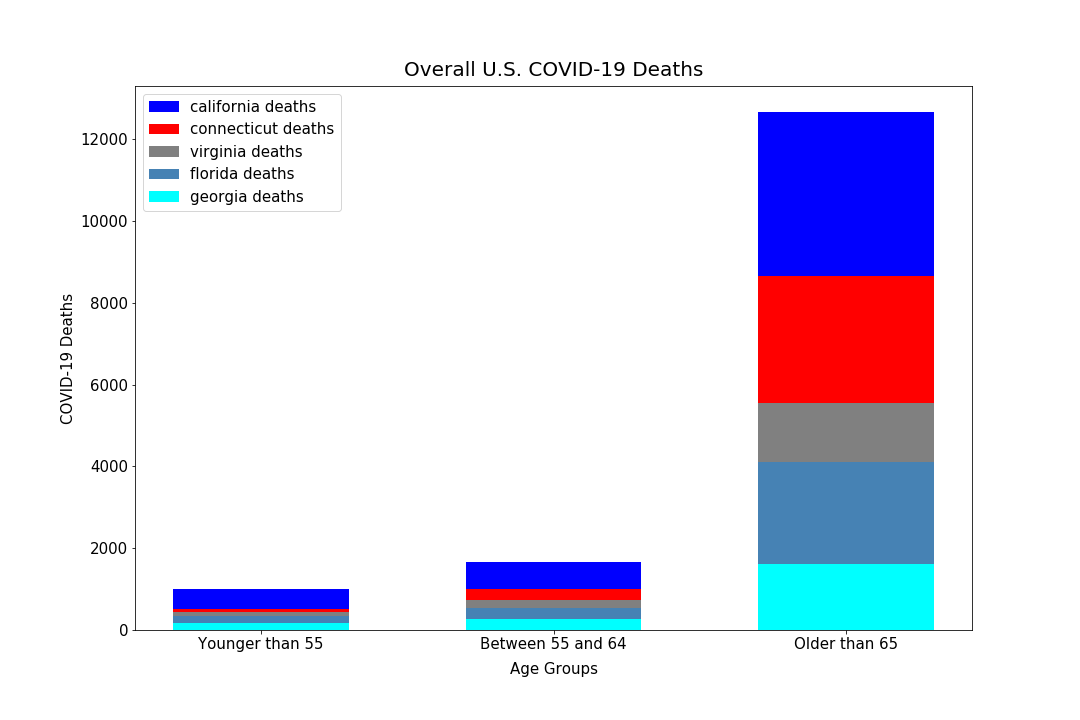 Overall U.S. COVID-19 Deaths
california deaths
connecticut deaths
virginia deaths
florida deaths
georgia deaths
COVID-19 Deaths
12000
10000
8000
6000
4000
2000
0
Younger than 55
Between 55 and 64
Older than 65
Age Groups